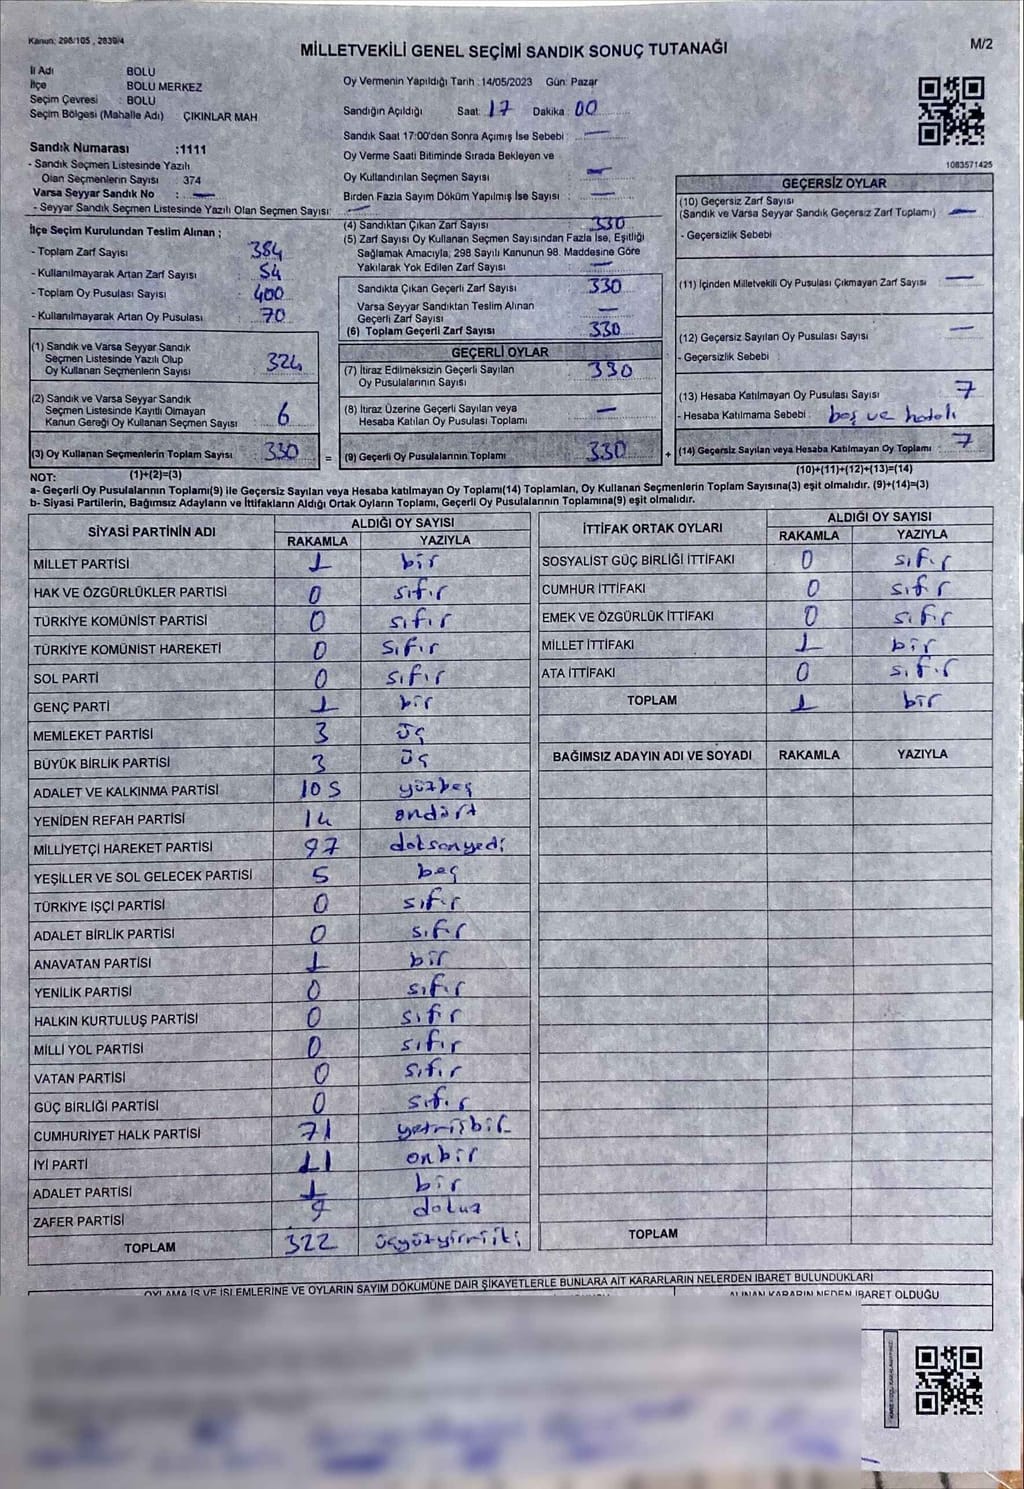 Kanun: 298/105 , 2839/4
MİLLETVEKİLİ GENEL SEÇİMİ SANDIK SONUÇ TUTANAĞI
M/2
İl Adı BOLU
İlçe BOLU MERKEZ
Seçim Çevresi : BOLU
Seçim Bölgesi (Mahalle Adı) ÇIKINLAR MAH
Sandık Numarası :1111
- Sandık Seçmen Listesinde Yazılı
Olan Seçmenlerin Sayısı : 374
Varsa Seyyar Sandık No : —
- Seyyar Sandık Seçmen Listesinde Yazılı Olan Seçmen Sayısı: —
Oy Vermenin Yapıldığı Tarih : 14/05/2023 Gün: Pazar
Sandığın Açıldığı Saat: 17 Dakika : 00
Sandık Saat 17:00'den Sonra Açımış İse Sebebi : —
Oy Verme Saati Bitiminde Sırada Bekleyen ve
Oy Kullandırılan Seçmen Sayısı : —
Birden Fazla Sayım Döküm Yapılmış İse Sayısı : —
1083571425
İlçe Seçim Kurulundan Teslim Alınan ;
- Toplam Zarf Sayısı : 384
- Kullanılmayarak Artan Zarf Sayısı : 54
- Toplam Oy Pusulası Sayısı : 400
- Kullanılmayarak Artan Oy Pusulası : 70
(1) Sandık ve Varsa Seyyar Sandık
Seçmen Listesinde Yazılı Olup
Oy Kullanan Seçmenlerin Sayısı : 324
(2) Sandık ve Varsa Seyyar Sandık
Seçmen Listesinde Kayıtlı Olmayan
Kanun Gereği Oy Kullanan Seçmen Sayısı : 6
(3) Oy Kullanan Seçmenlerin Toplam Sayısı : 330
(4) Sandıktan Çıkan Zarf Sayısı : 330
(5) Zarf Sayısı Oy Kullanan Seçmen Sayısından Fazla İse, Eşitliği
Sağlamak Amacıyla, 298 Sayılı Kanunun 98. Maddesine Göre
Yakılarak Yok Edilen Zarf Sayısı : —
Sandıkta Çıkan Geçerli Zarf Sayısı : 330
Varsa Seyyar Sandıktan Teslim Alınan
Geçerli Zarf Sayısı : —
(6) Toplam Geçerli Zarf Sayısı : 330
GEÇERLİ OYLAR
(7) İtiraz Edilmeksizin Geçerli Sayılan
Oy Pusulalarının Sayısı : 330
(8) İtiraz Üzerine Geçerli Sayılan veya
Hesaba Katılan Oy Pusulası Toplamı : —
= (9) Geçerli Oy Pusulalarının Toplamı : 330
GEÇERSİZ OYLAR
(10) Geçersiz Zarf Sayısı
(Sandık ve Varsa Seyyar Sandık Geçersiz Zarf Toplamı) : —
- Geçersizlik Sebebi :
(11) İçinden Milletvekili Oy Pusulası Çıkmayan Zarf Sayısı : —
(12) Geçersiz Sayılan Oy Pusulası Sayısı : —
- Geçersizlik Sebebi :
(13) Hesaba Katılmayan Oy Pusulası Sayısı : 7
- Hesaba Katılmama Sebebi : boş ve hatalı
+ (14) Geçersiz Sayılan veya Hesaba Katılmayan Oy Toplamı : 7
NOT: (1)+(2)=(3)
(10)+(11)+(12)+(13)=(14)
a- Geçerli Oy Pusulalarının Toplamı(9) ile Geçersiz Sayılan veya Hesaba katılmayan Oy Toplamı(14) Toplamları, Oy Kullanan Seçmenlerin Toplam Sayısına(3) eşit olmalıdır. (9)+(14)=(3)
b- Siyasi Partilerin, Bağımsız Adayların ve İttifakların Aldığı Ortak Oyların Toplamı, Geçerli Oy Pusulalarının Toplamına(9) eşit olmalıdır.
SİYASİ PARTİNİN ADI ALDIĞI OY SAYISI
RAKAMLA YAZIYLA
MİLLET PARTİSİ 1 bir
HAK VE ÖZGÜRLÜKLER PARTİSİ 0 sıfır
TÜRKİYE KOMÜNİST PARTİSİ 0 sıfır
TÜRKİYE KOMÜNİST HAREKETİ 0 sıfır
SOL PARTİ 0 sıfır
GENÇ PARTİ 1 bir
MEMLEKET PARTİSİ 3 üç
BÜYÜK BİRLİK PARTİSİ 3 üç
ADALET VE KALKINMA PARTİSİ 105 yüzbeş
YENİDEN REFAH PARTİSİ 14 ondört
MİLLİYETÇİ HAREKET PARTİSİ 97 doksanyedi
YEŞİLLER VE SOL GELECEK PARTİSİ 5 beş
TÜRKİYE İŞÇİ PARTİSİ 0 sıfır
ADALET BİRLİK PARTİSİ 0 sıfır
ANAVATAN PARTİSİ 1 bir
YENİLİK PARTİSİ 0 sıfır
HALKIN KURTULUŞ PARTİSİ 0 sıfır
MİLLİ YOL PARTİSİ 0 sıfır
VATAN PARTİSİ 0 sıfır
GÜÇ BİRLİĞİ PARTİSİ 0 sıfır
CUMHURİYET HALK PARTİSİ 71 yetmişbir
İYİ PARTİ 11 onbir
ADALET PARTİSİ 1 bir
ZAFER PARTİSİ 9 dokuz
TOPLAM 322 üçyüzyirmiiki
İTTİFAK ORTAK OYLARI ALDIĞI OY SAYISI
RAKAMLA YAZIYLA
SOSYALİST GÜÇ BİRLİĞİ İTTİFAKI 0 sıfır
CUMHUR İTTİFAKI 0 sıfır
EMEK VE ÖZGÜRLÜK İTTİFAKI 0 sıfır
MİLLET İTTİFAKI 1 bir
ATA İTTİFAKI 0 sıfır
TOPLAM 1 bir
BAĞIMSIZ ADAYIN ADI VE SOYADI RAKAMLA YAZIYLA
TOPLAM
OYLAMA İŞ VE İŞLEMLERİNE VE OYLARIN SAYIM DÖKÜMÜNE DAİR ŞİKAYETLERLE BUNLARA AİT KARARLARIN NELERDEN İBARET BULUNDUKLARI
ALINAN KARARIN NEDEN İBARET OLDUĞU